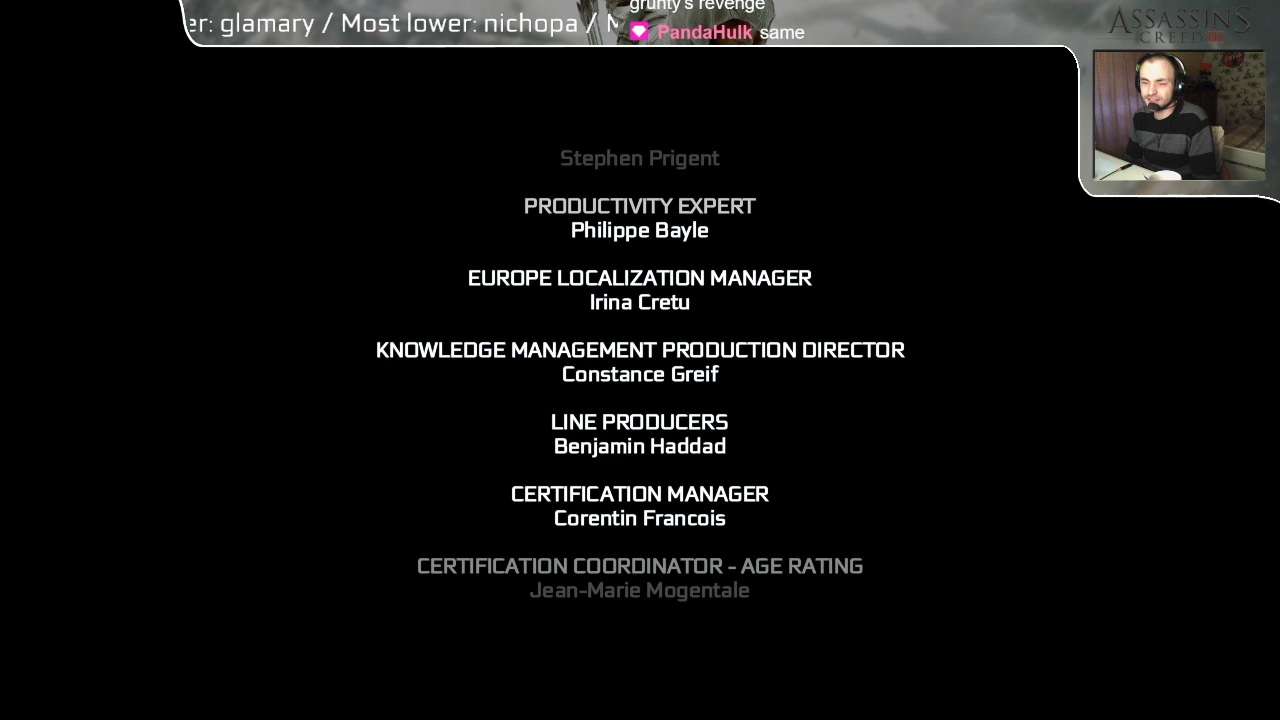 er: glamary / Most lower: nichopa /
grunty's revenge
PandaHulk same
ASSASSINS
CREED III
Stephen Prigent
PRODUCTIVITY EXPERT
Philippe Bayle
EUROPE LOCALIZATION MANAGER
Irina Cretu
KNOWLEDGE MANAGEMENT PRODUCTION DIRECTOR
Constance Greif
LINE PRODUCERS
Benjamin Haddad
CERTIFICATION MANAGER
Corentin Francois
CERTIFICATION COORDINATOR - AGE RATING
Jean-Marie Mogentale